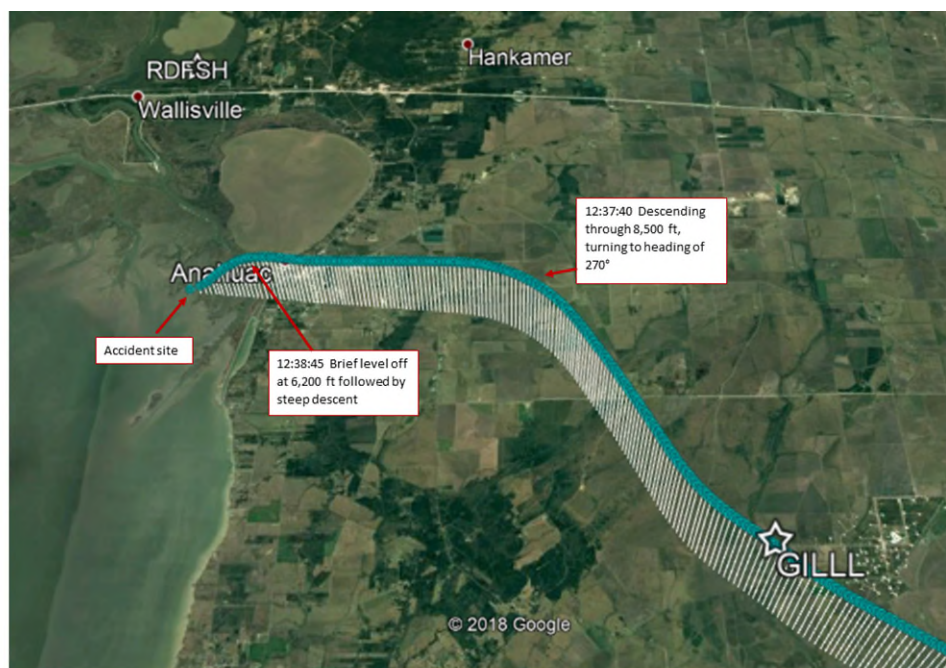 Hankamer
RDFSH
Wallisville
12:37:40 Descending
through 8,500 ft,
turning to heading of
270°
Anahuac
Accident site
12:38:45 Brief level off
at 6,200 ft followed by
steep descent
GILLL
© 2018 Google